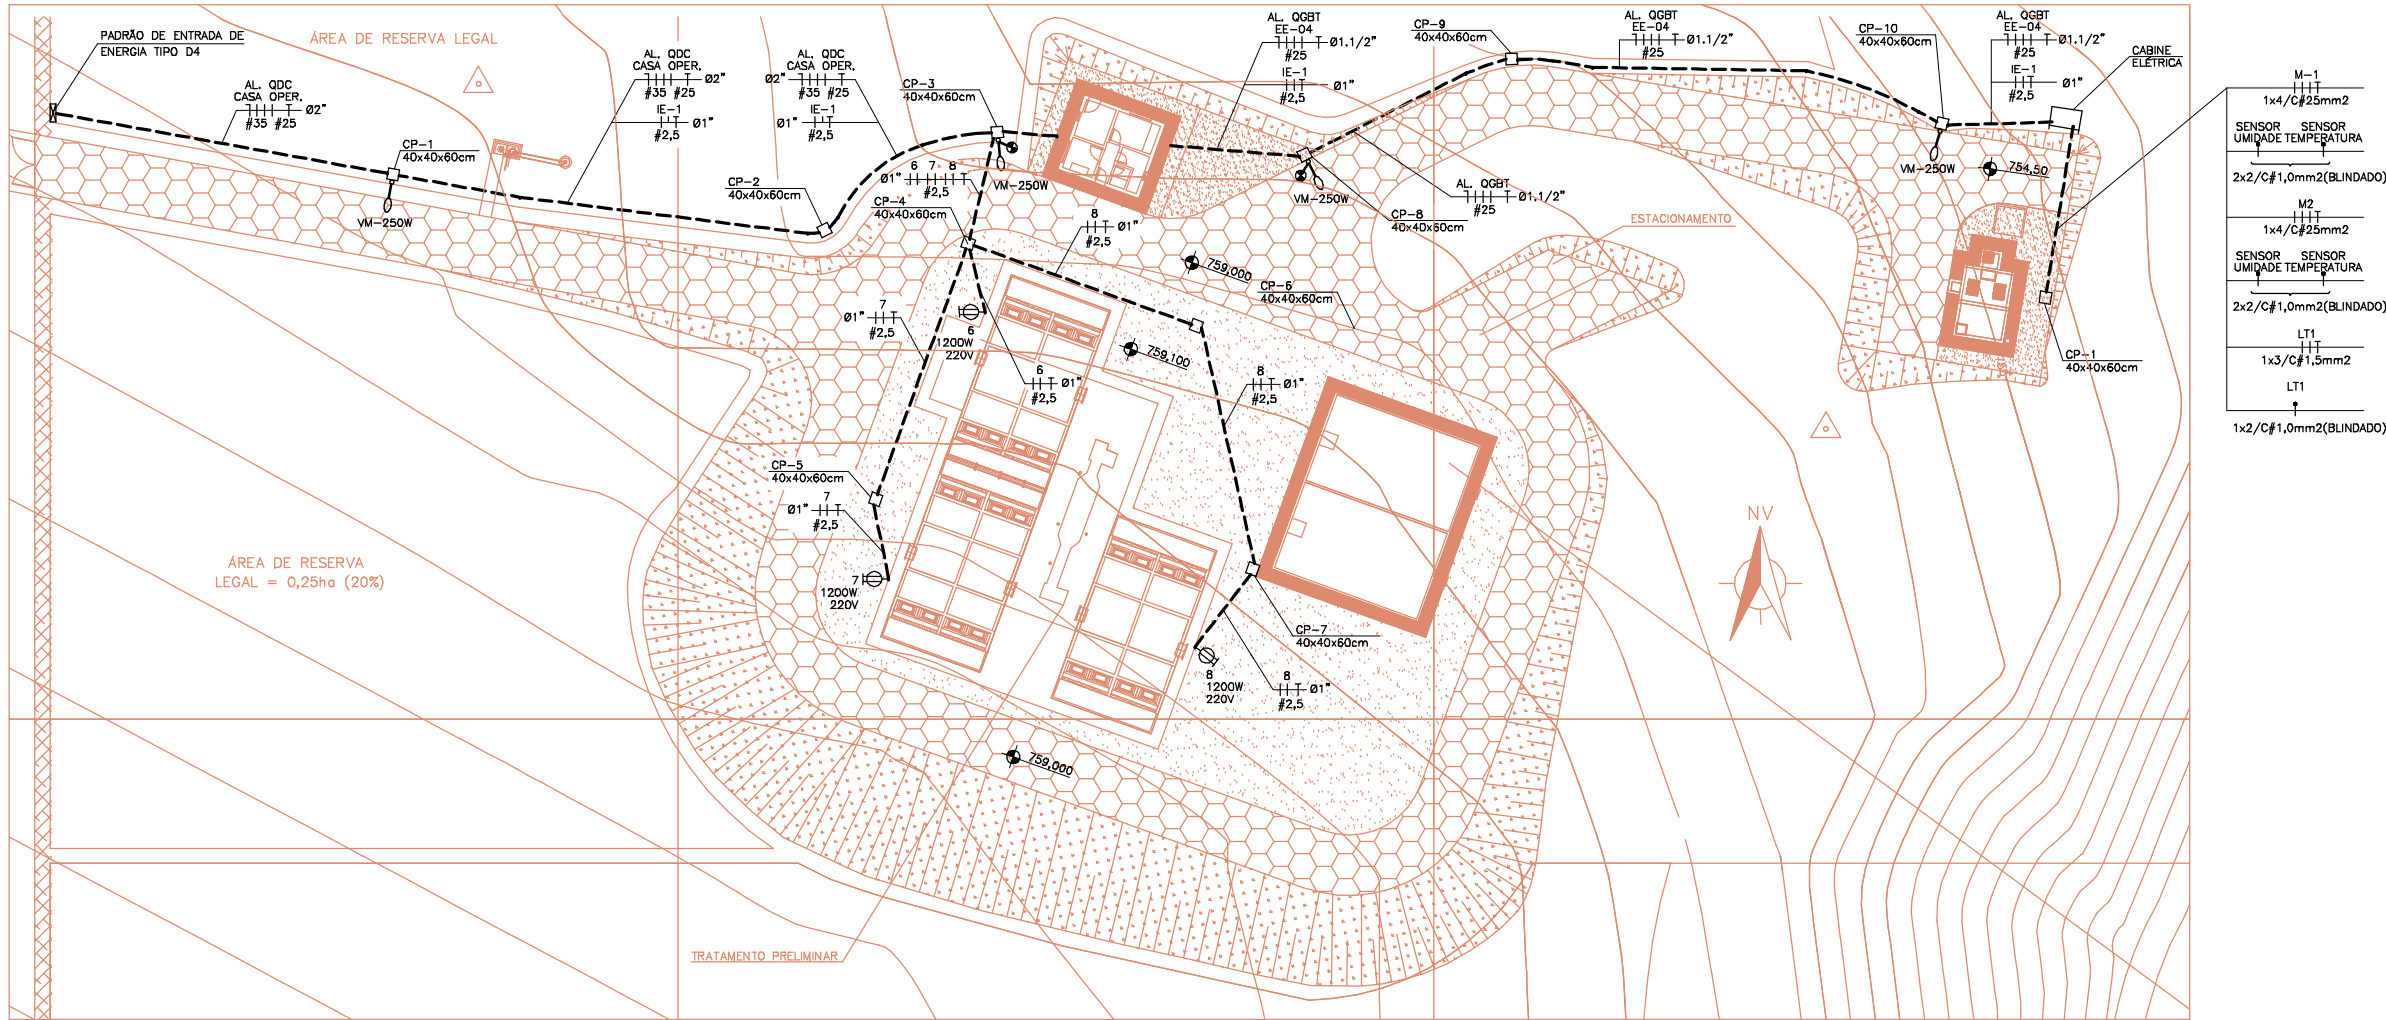 PADRÃO DE ENTRADA DE
ENERGIA TIPO D4
ÁREA DE RESERVA LEGAL
AL. QDC
CASA OPER.
#35 #25
Ø2"
CP-1
40x40x60cm
VM-250W
AL. QDC
CASA OPER.
#35 #25
Ø2"
IE-1
#2,5
Ø1"
CP-2
40x40x60cm
AL. QDC
CASA OPER.
Ø2"
#35 #25
IE-1
Ø1"
#2,5
CP-3
40x40x60cm
VM-250W
6 7 8
Ø1"
#2,5
CP-4
40x40x60cm
8
Ø1"
#2,5
AL. QGBT
EE-04
#25
Ø1.1/2"
IE-1
#2,5
Ø1"
VM-250W
CP-8
40x40x60cm
AL. QGBT
#25
Ø1.1/2"
CP-9
40x40x60cm
AL. QGBT
EE-04
#25
Ø1.1/2"
CP-10
40x40x60cm
AL. QGBT
EE-04
#25
Ø1.1/2"
IE-1
#2,5
Ø1"
CABINE
ELÉTRICA
VM-250W
754,50
ESTACIONAMENTO
759,000
CP-6
40x40x60cm
759,100
7
Ø1"
#2,5
6
1200W
220V
6
Ø1"
#2,5
8
Ø1"
#2,5
CP-5
40x40x60cm
7
Ø1"
#2,5
7
1200W
220V
CP-7
40x40x60cm
8
1200W
220V
8
Ø1"
#2,5
759,000
ÁREA DE RESERVA
LEGAL = 0,25ha (20%)
TRATAMENTO PRELIMINAR
NV
CP-1
40x40x60cm
M-1
1x4/C#25mm2
SENSOR SENSOR
UMIDADE TEMPERATURA
2x2/C#1,0mm2(BLINDADO)
M2
1x4/C#25mm2
SENSOR SENSOR
UMIDADE TEMPERATURA
2x2/C#1,0mm2(BLINDADO)
LT1
1x3/C#1,5mm2
LT1
1x2/C#1,0mm2(BLINDADO)